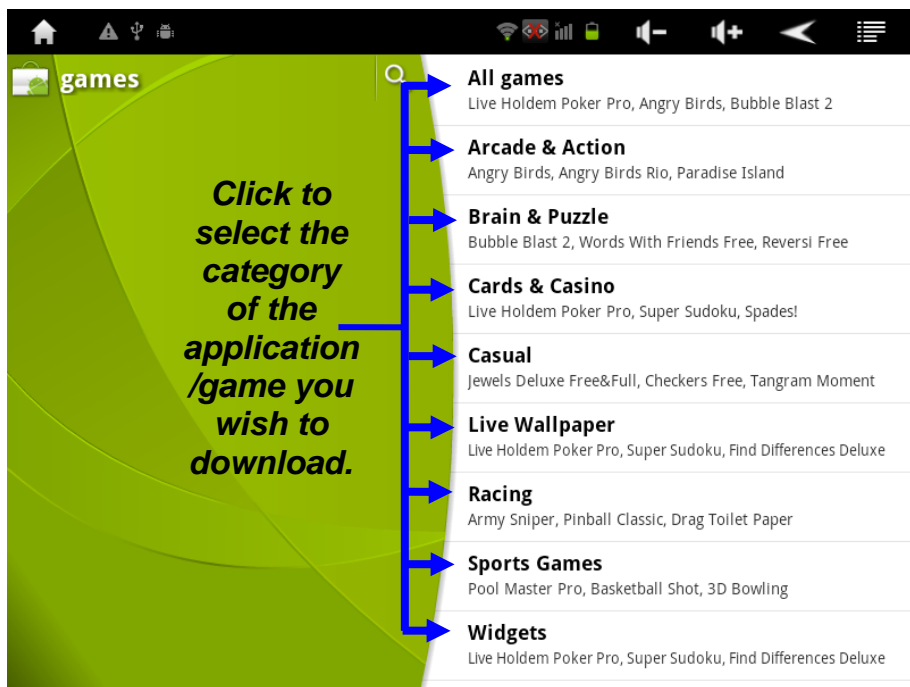 games
Click to
select the
category
of the
application
/game you
wish to
download.
All games
Live Holdem Poker Pro, Angry Birds, Bubble Blast 2
Arcade & Action
Angry Birds, Angry Birds Rio, Paradise Island
Brain & Puzzle
Bubble Blast 2, Words With Friends Free, Reversi Free
Cards & Casino
Live Holdem Poker Pro, Super Sudoku, Spades!
Casual
Jewels Deluxe Free&Full, Checkers Free, Tangram Moment
Live Wallpaper
Live Holdem Poker Pro, Super Sudoku, Find Differences Deluxe
Racing
Army Sniper, Pinball Classic, Drag Toilet Paper
Sports Games
Pool Master Pro, Basketball Shot, 3D Bowling
Widgets
Live Holdem Poker Pro, Super Sudoku, Find Differences Deluxe